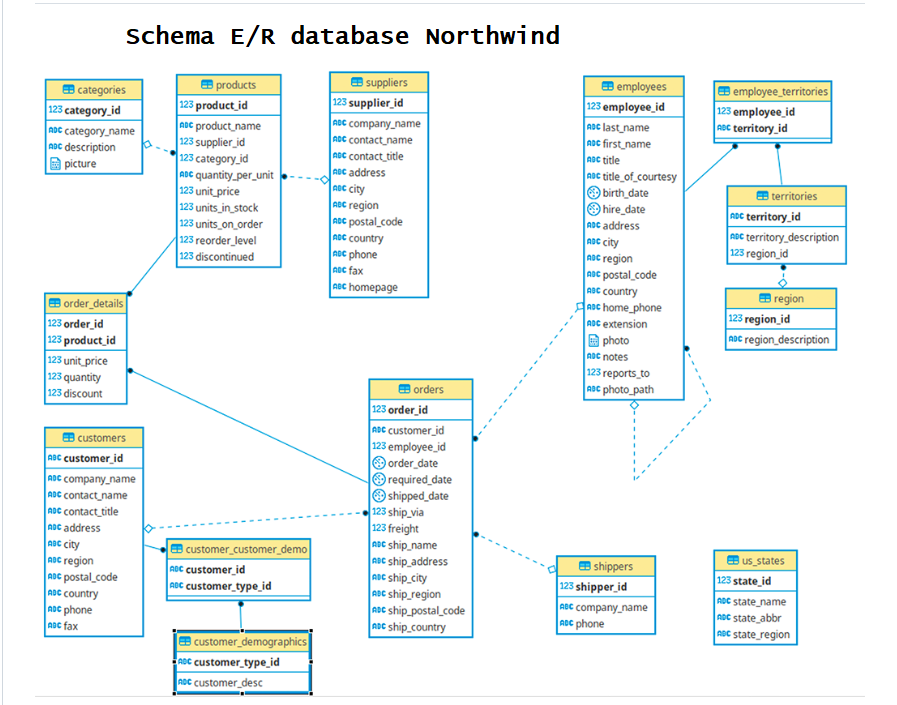 Schema E/R database Northwind
categories
123 category_id
ABC category_name
ABC description
picture
products
123 product_id
ABC product_name
123 supplier_id
123 category_id
ABC quantity_per_unit
123 unit_price
123 units_in_stock
123 units_on_order
123 reorder_level
123 discontinued
suppliers
123 supplier_id
ABC company_name
ABC contact_name
ABC contact_title
ABC address
ABC city
ABC region
ABC postal_code
ABC country
ABC phone
ABC fax
ABC homepage
employees
123 employee_id
ABC last_name
ABC first_name
ABC title
ABC title_of_courtesy
birth_date
hire_date
ABC address
ABC city
ABC region
ABC postal_code
ABC country
ABC home_phone
ABC extension
photo
ABC notes
123 reports_to
ABC photo_path
employee_territories
123 employee_id
ABC territory_id
territories
ABC territory_id
ABC territory_description
123 region_id
region
123 region_id
ABC region_description
order_details
123 order_id
123 product_id
123 unit_price
123 quantity
123 discount
orders
123 order_id
ABC customer_id
123 employee_id
order_date
required_date
shipped_date
123 ship_via
123 freight
ABC ship_name
ABC ship_address
ABC ship_city
ABC ship_region
ABC ship_postal_code
ABC ship_country
customers
ABC customer_id
ABC company_name
ABC contact_name
ABC contact_title
ABC address
ABC city
ABC region
ABC postal_code
ABC country
ABC phone
ABC fax
customer_customer_demo
ABC customer_id
ABC customer_type_id
customer_demographics
ABC customer_type_id
ABC customer_desc
shippers
123 shipper_id
ABC company_name
ABC phone
us_states
123 state_id
ABC state_name
ABC state_abbr
ABC state_region